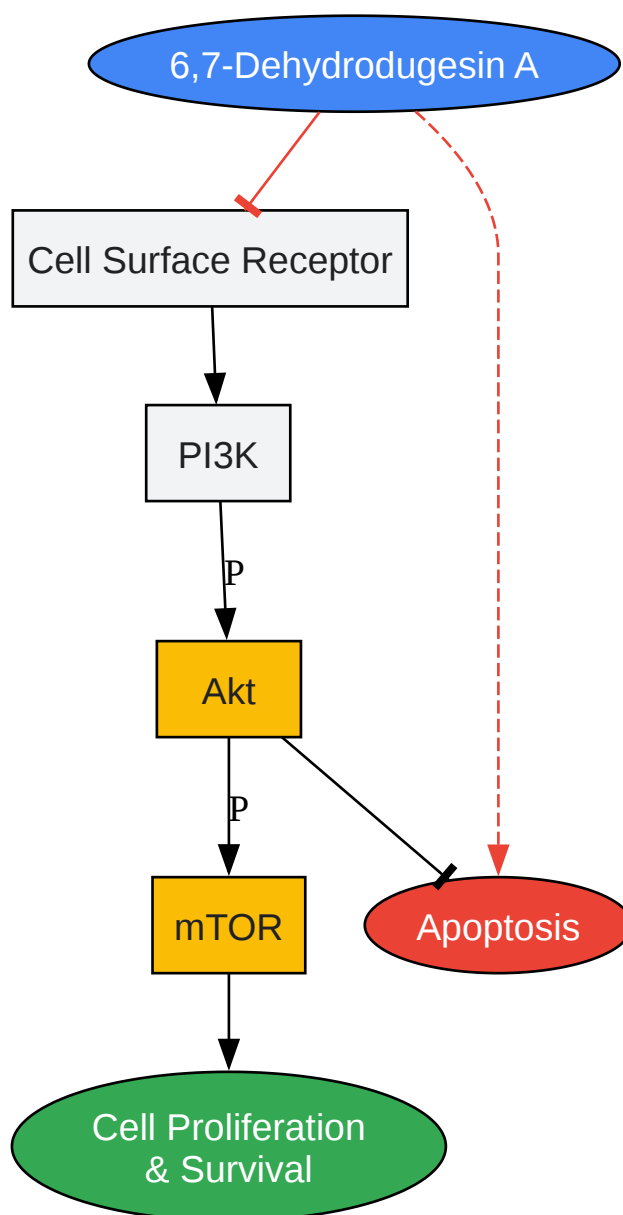 6,7-Dehydrodugesin A
Cell Surface Receptor
PI3K
P
Akt
P
mTOR
Apoptosis
Cell Proliferation
& Survival